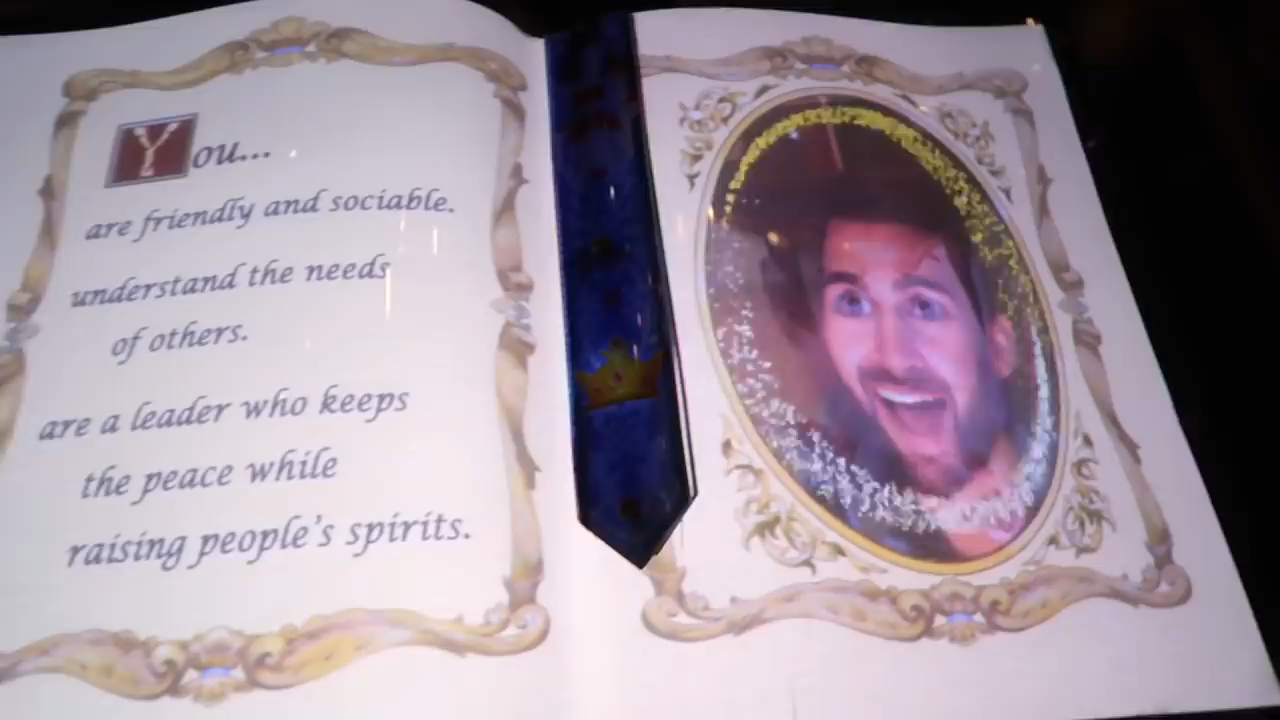 You...
are friendly and sociable.
understand the needs
of others.
are a leader who keeps
the peace while
raising people's spirits.